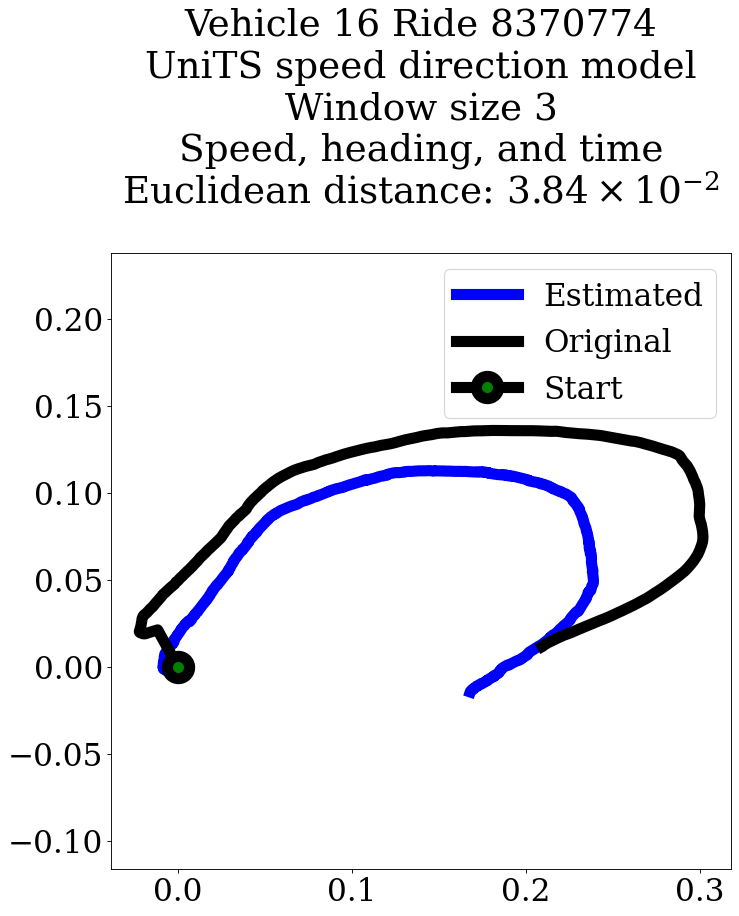 Vehicle 16 Ride 8370774
UniTS speed direction model
Window size 3
Speed, heading, and time
Euclidean distance: 3.84 × 10⁻²
Estimated
Original
Start
0.20
0.15
0.10
0.05
0.00
−0.05
−0.10
0.0 0.1 0.2 0.3